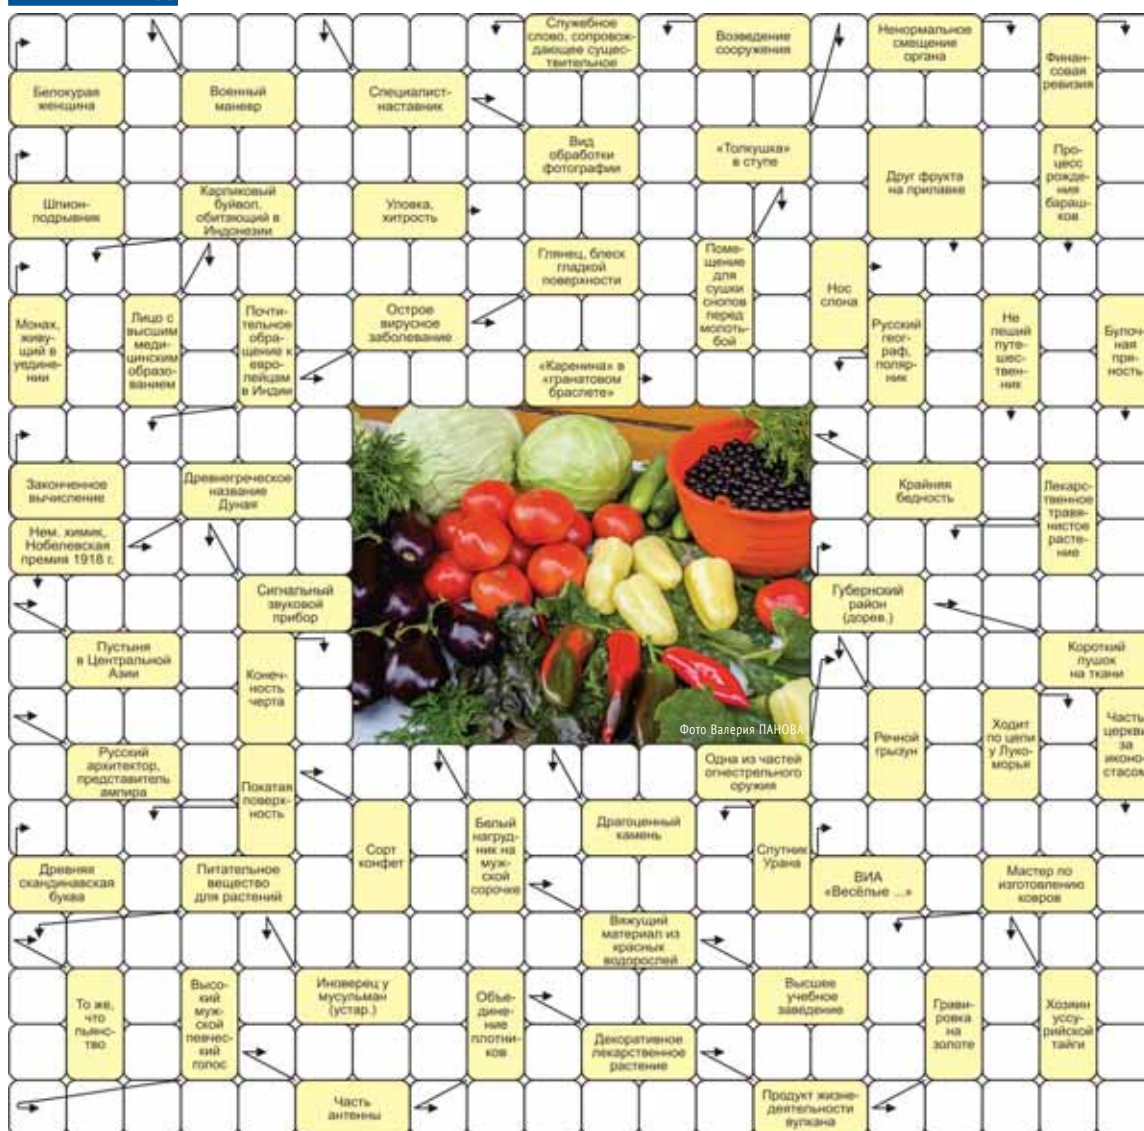 Служебное
слово, сопровож-
дающее сущес-
твительное
Возведение
сооружения
Ненормальное
смещение
органа
Финан-
совая
ревизия
Белокурая
женщина
Военный
маневр
Специалист-
наставник
Вид
обработки
фотографии
«Толкушка»
в ступе
Друг фрукта
на прилавке
Про-
цесс
рожде-
ния
бараш-
ков
Шпион-
подрывник
Карликовый
буйвол,
обитающий в
Индонезии
Уловка,
хитрость
Глянец, блеск
гладкой
поверхности
Поме-
щение
для
сушки
снопов
перед
молоть-
бой
Нос
слона
Монах,
живу-
щий в
уедине-
нии
Лицо с
высшим
меди-
цинским
образо-
ванием
Почти-
тельное
обра-
щение к
евро-
пейцам
в Индии
Острое
вирусное
заболевание
Русский
геог-
раф,
поляр-
ник
Не
пеший
путе-
шес-
твен-
ник
Булоч-
ная
пря-
ность
«Каренина» в
«гранатовом
браслете»
Законченное
вычисление
Древнегреческое
название
Дуная
Крайняя
бедность
Лекарс-
твенное
травя-
нистое
расте-
ние
Нем. химик,
Нобелевская
премия 1918 г.
Сигнальный
звуковой
прибор
Губернский
район
(дорев.)
Пустыня
в Центральной
Азии
Конеч-
ность
черта
Короткий
пушок
на ткани
Фото Валерия ПАНОВА
Речной
грызун
Ходит
по цепи
у Луко-
морья
Часть
церкви
за
иконо-
стасом
Русский
архитектор,
представитель
ампира
Покатая
поверх-
ность
Одна из частей
огнестрельного
оружия
Сорт
конфет
Белый
нагруд-
ник на
муж-
ской
сорочке
Драгоценный
камень
Спутник
Урана
Древняя
скандинавская
буква
Питательное
вещество
для растений
ВИА
«Весёлые ...»
Мастер по
изготовлению
ковров
Вяжущий
материал из
красных
водорослей
То же,
что
пьянс-
тво
Высо-
кий
муж-
ской
певчес-
кий
голос
Иноверец у
мусульман
(устар.)
Объе-
дине-
ние
плотни-
ков
Высшее
учебное
заведение
Грави-
ровка
на
золоте
Хозяин
уссу-
рийской
тайги
Декоративное
лекарственное
растение
Часть
антенны
Продукт жизне-
деятельности
вулкана